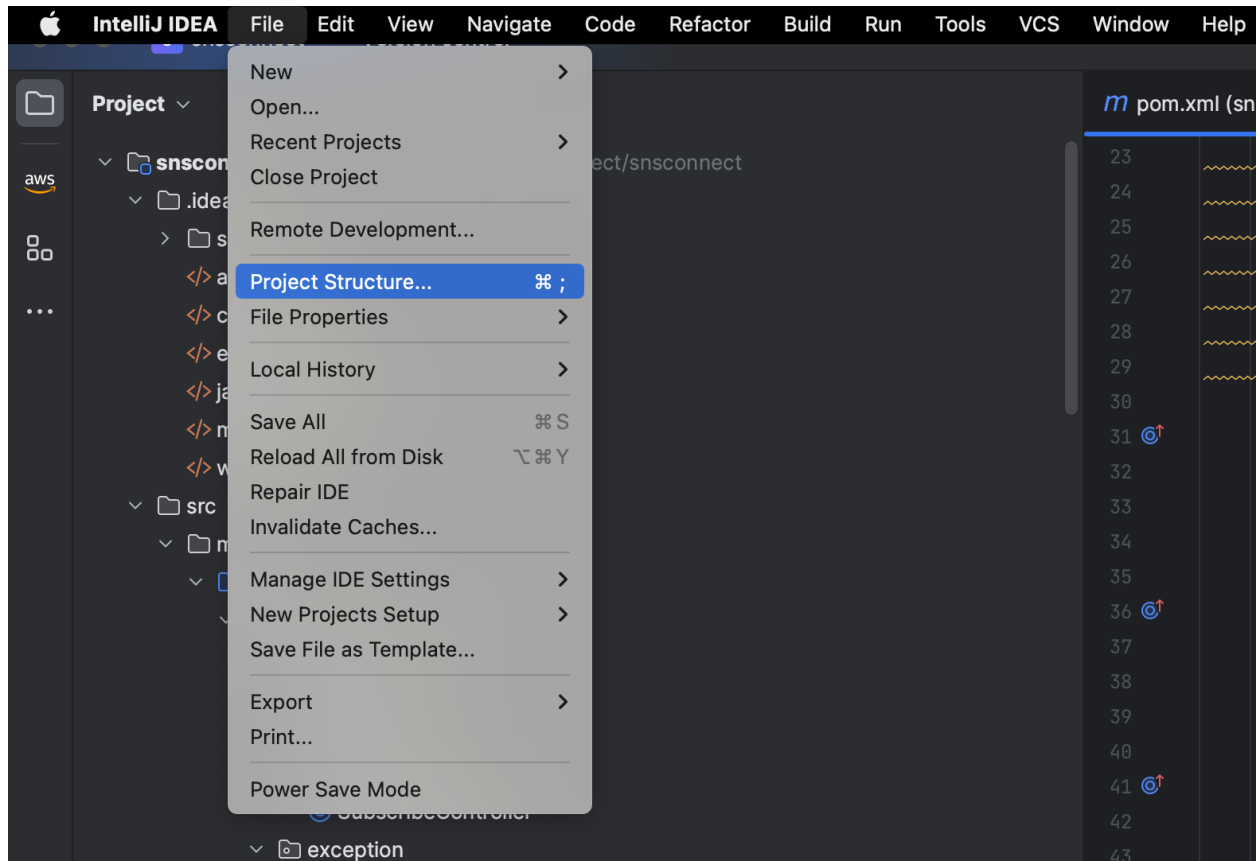 IntelliJ IDEA File Edit View Navigate Code Refactor Build Run Tools VCS Window Help
New
Open...
Recent Projects
Close Project
Remote Development...
Project Structure... ⌘ ;
File Properties
Local History
Save All ⌘ S
Reload All from Disk ⌥ ⌘ Y
Repair IDE
Invalidate Caches...
Manage IDE Settings
New Projects Setup
Save File as Template...
Export
Print...
Power Save Mode
Project
aws
snscon
ect/snsconnect
.idea
src
SubscribeController
exception
m pom.xml (sn
23
24
25
26
27
28
29
30
31
32
33
34
35
36
37
38
39
40
41
42
43